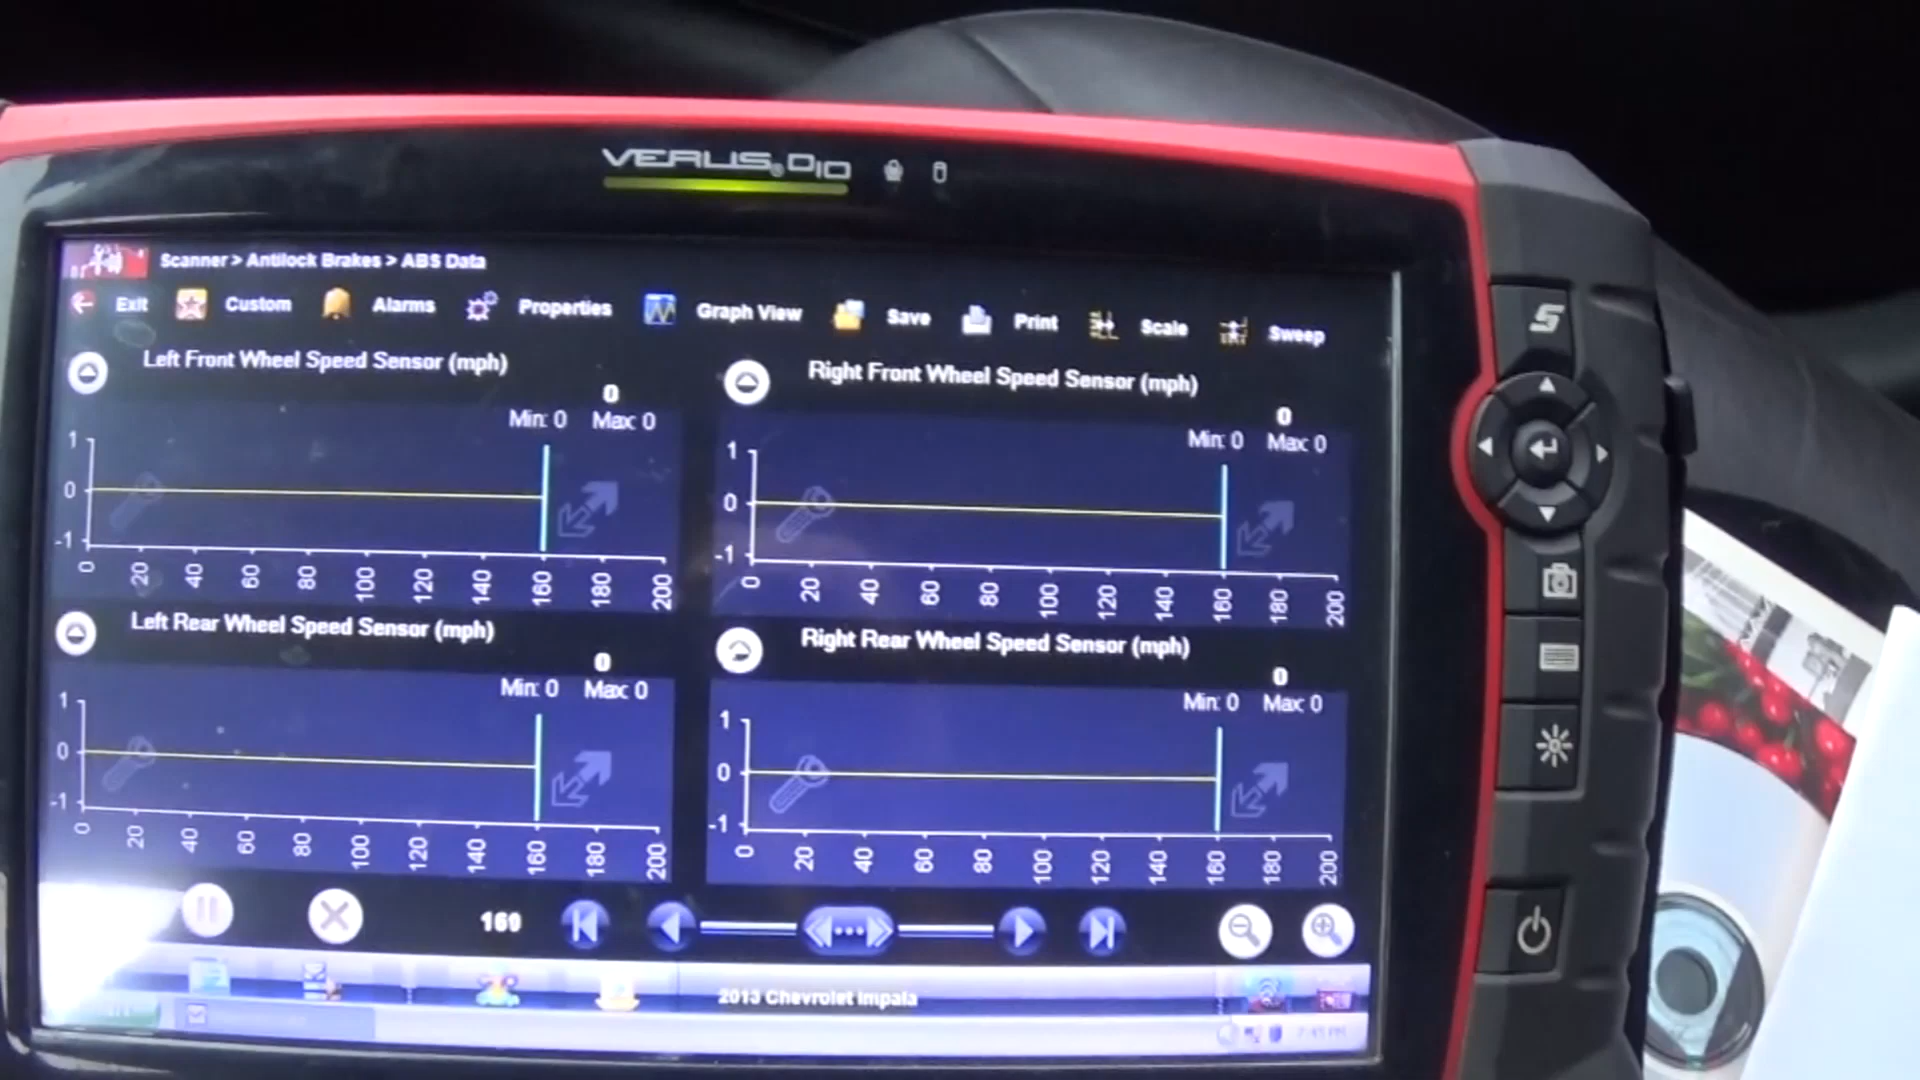 VERUS® D10
Scanner > Antilock Brakes > ABS Data
Exit Custom Alarms Properties Graph View Save Print Scale Sweep
Left Front Wheel Speed Sensor (mph)
0
Min: 0 Max: 0
1
0
-1
0 20 40 60 80 100 120 140 160 180 200
Right Front Wheel Speed Sensor (mph)
0
Min: 0 Max: 0
1
0
-1
0 20 40 60 80 100 120 140 160 180 200
Left Rear Wheel Speed Sensor (mph)
0
Min: 0 Max: 0
1
0
-1
0 20 40 60 80 100 120 140 160 180 200
Right Rear Wheel Speed Sensor (mph)
0
Min: 0 Max: 0
1
0
-1
0 20 40 60 80 100 120 140 160 180 200
169
2013 Chevrolet Impala
S